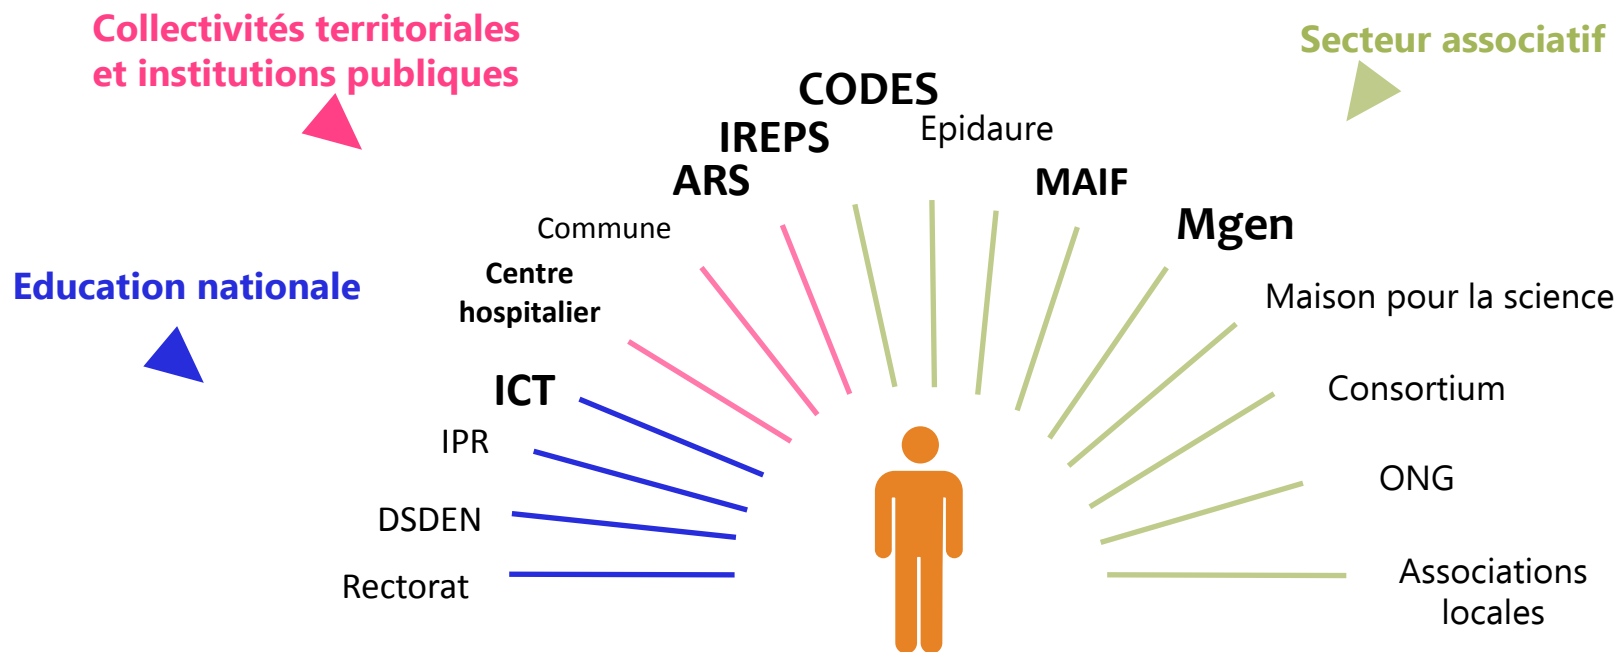 Collectivités territoriales
et institutions publiques
Secteur associatif
CODES
Epidaure
IREPS
ARS
MAIF
Commune
Mgen
Education nationale
Centre
hospitalier
Maison pour la science
ICT
Consortium
IPR
ONG
DSDEN
Rectorat
Associations
locales